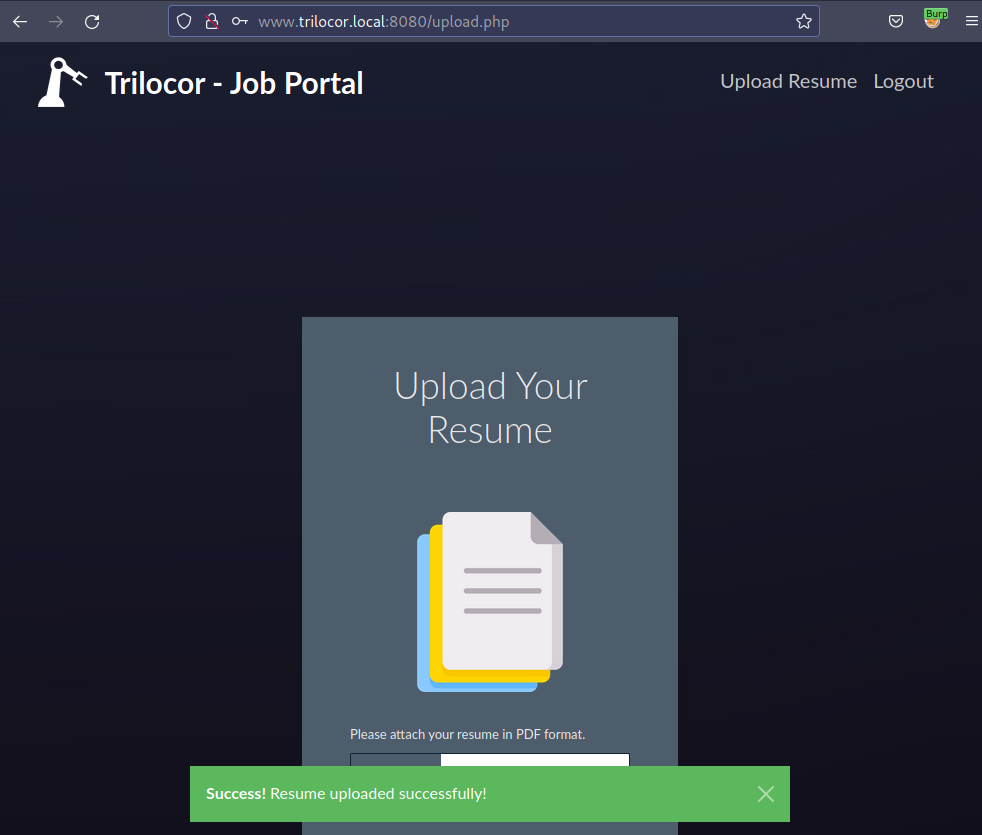 Burp
www.trilocor.local:8080/upload.php
Trilocor - Job Portal
Upload Resume
Logout
Upload Your
Resume
Please attach your resume in PDF format.
Success! Resume uploaded successfully!